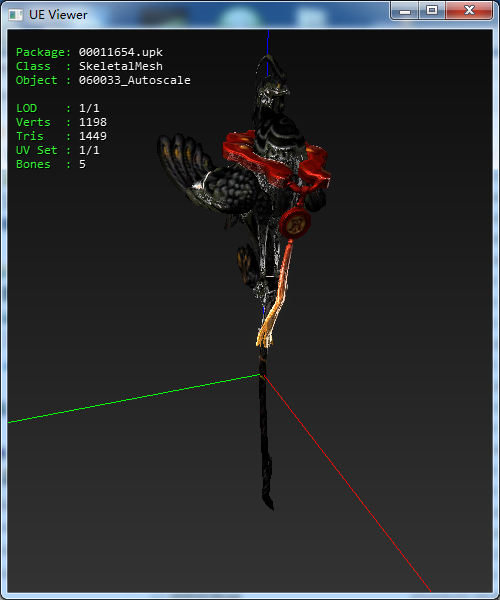 UE Viewer
Package: 00011654.upk
Class : SkeletalMesh
Object : 060033_Autoscale
LOD : 1/1
Verts : 1198
Tris : 1449
UV Set : 1/1
Bones : 5